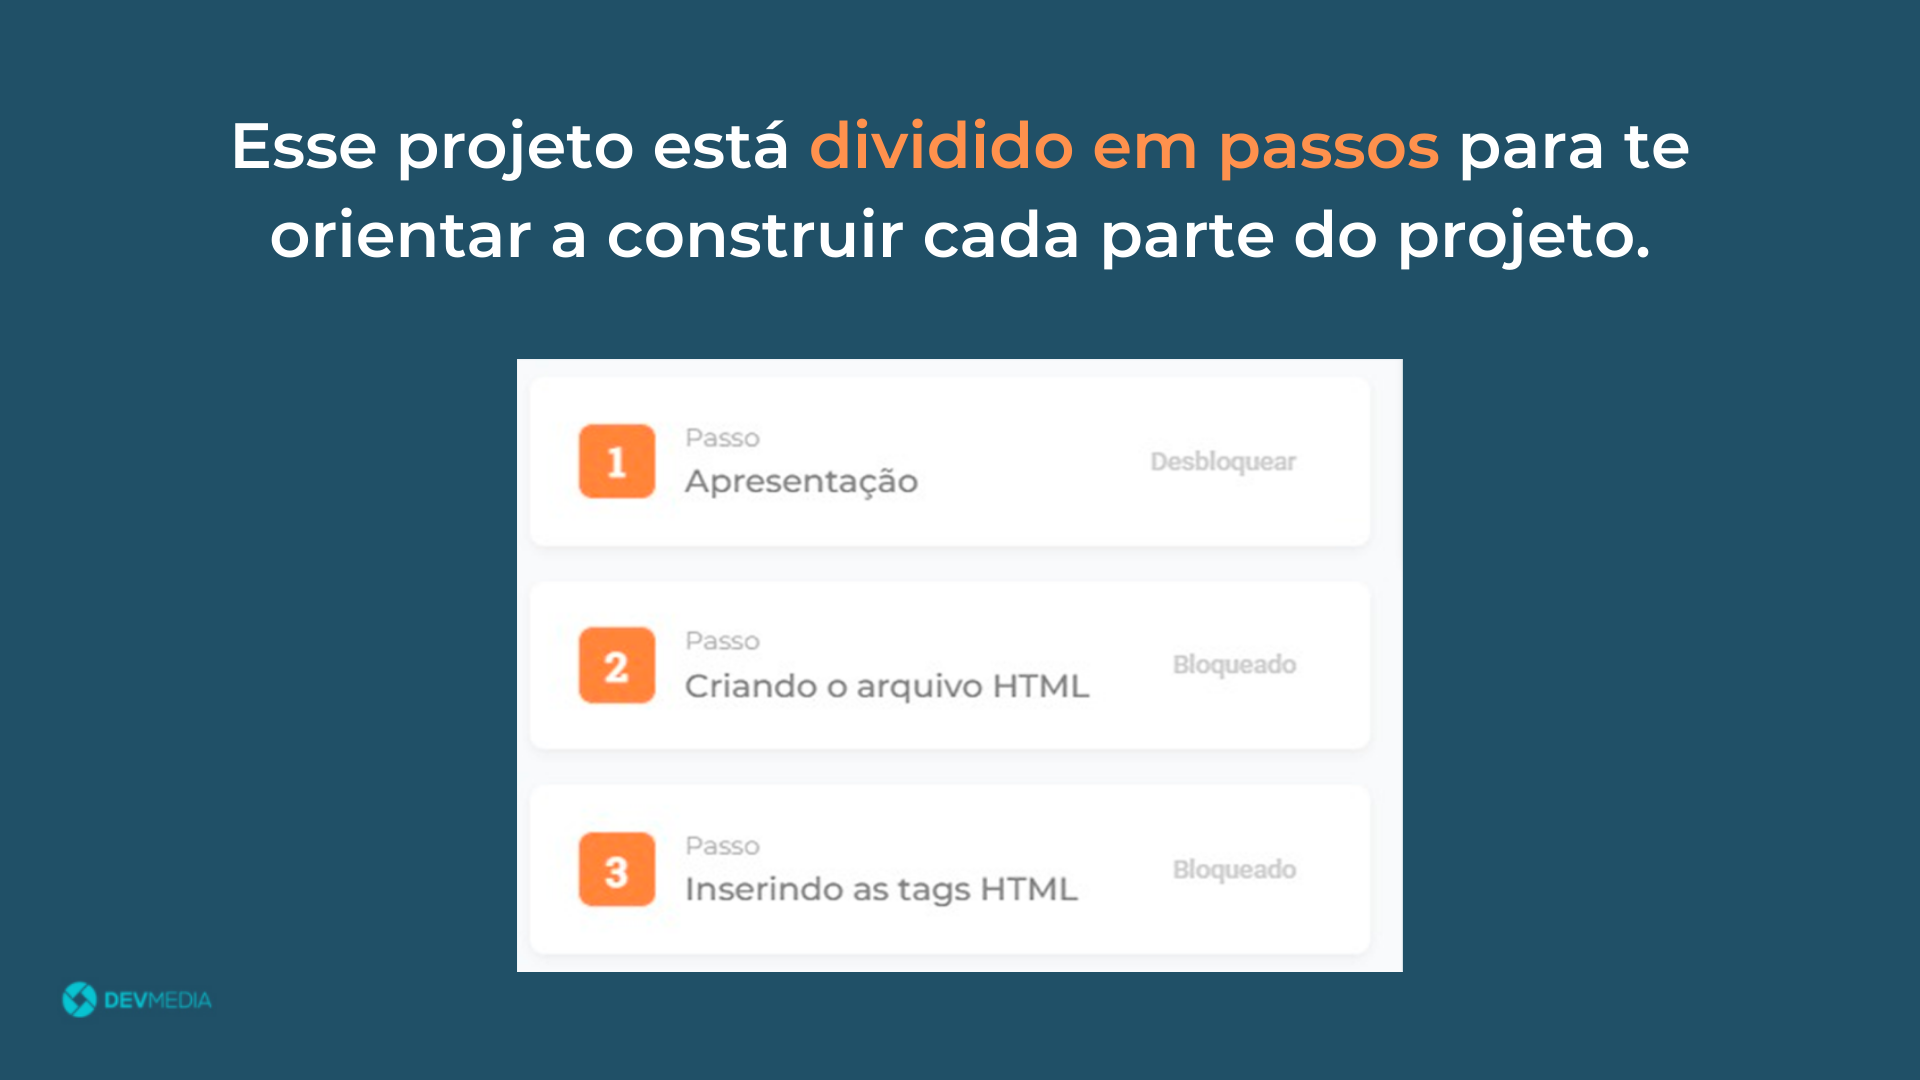 Esse projeto está dividido em passos para te
orientar a construir cada parte do projeto.
1
Passo
Apresentação
Desbloquear
2
Passo
Criando o arquivo HTML
Bloqueado
3
Passo
Inserindo as tags HTML
Bloqueado
DEVMEDIA